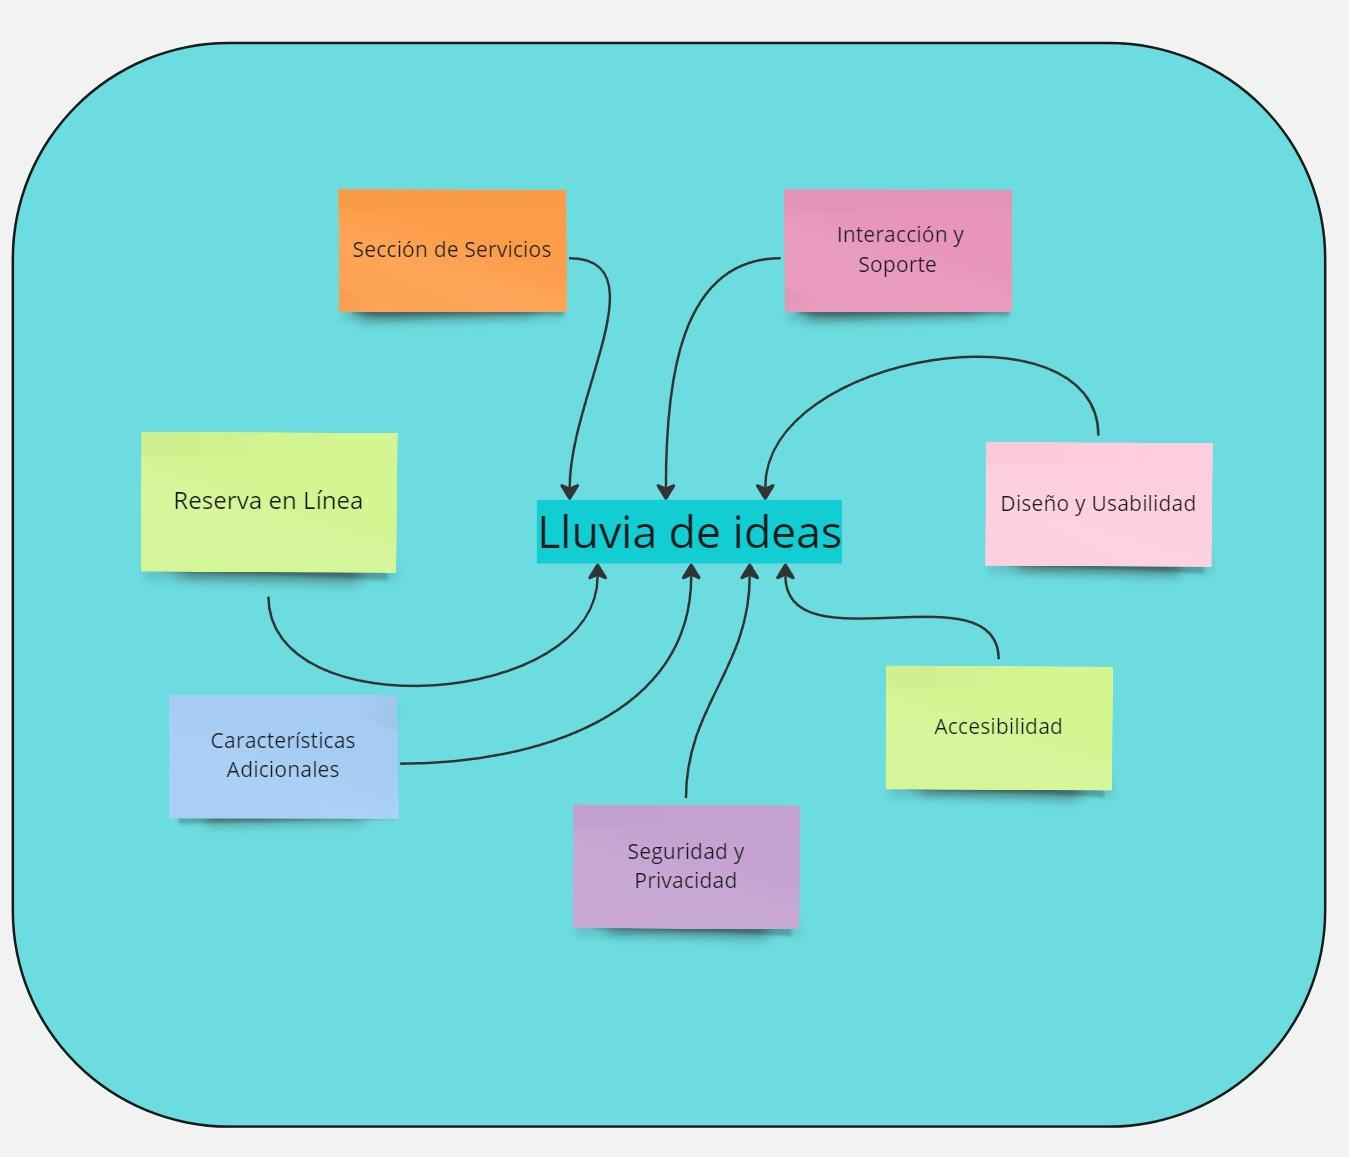 Sección de Servicios
Interacción y
Soporte
Reserva en Línea
Lluvia de ideas
Diseño y Usabilidad
Características
Adicionales
Accesibilidad
Seguridad y
Privacidad